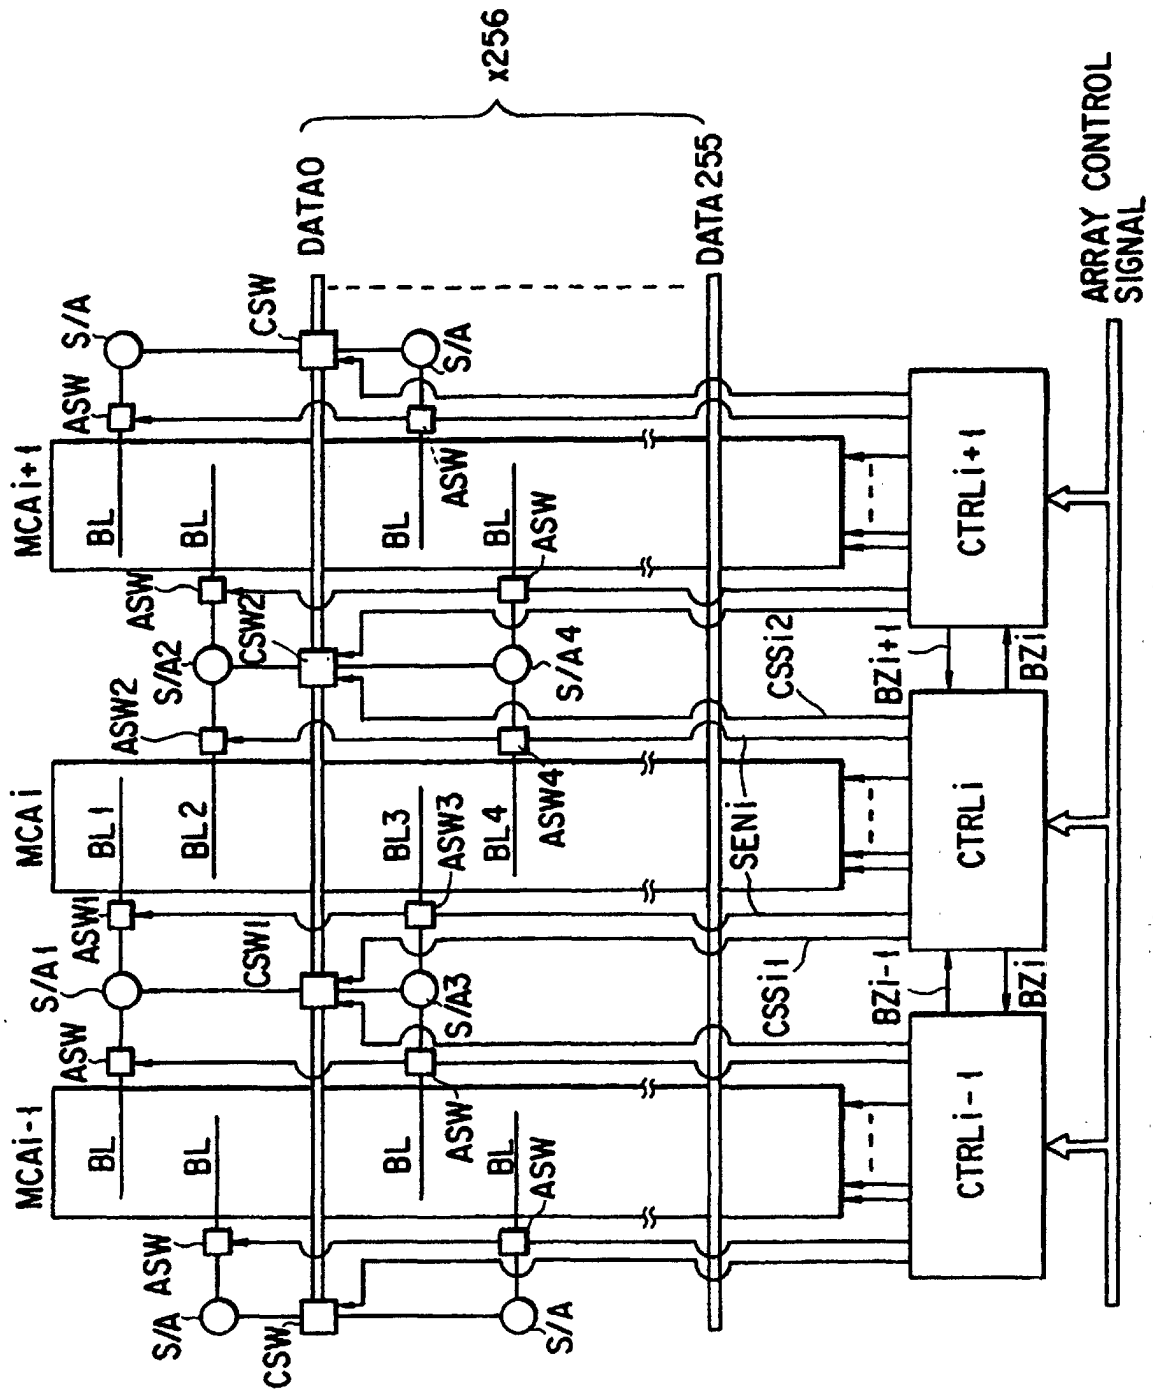 MCAi-1
MCAi
MCAi+1
S/A1
ASW
ASW1
ASW
S/A
BL
BL1
BL
ASW
ASW2
ASW
S/A
S/A2
BL
BL2
BL
CSW
CSW1
CSW2
CSW
DATA0
BL
BL3
BL
ASW
S/A3
ASW3
ASW
S/A
BL
BL4
BL
x256
S/A
ASW
ASW4
S/A4
ASW
DATA255
SENi
CSSi1
CSSi2
BZi-1
BZi+1
CTRLi-1
CTRLi
CTRLi+1
BZi
BZi
ARRAY CONTROL
SIGNAL